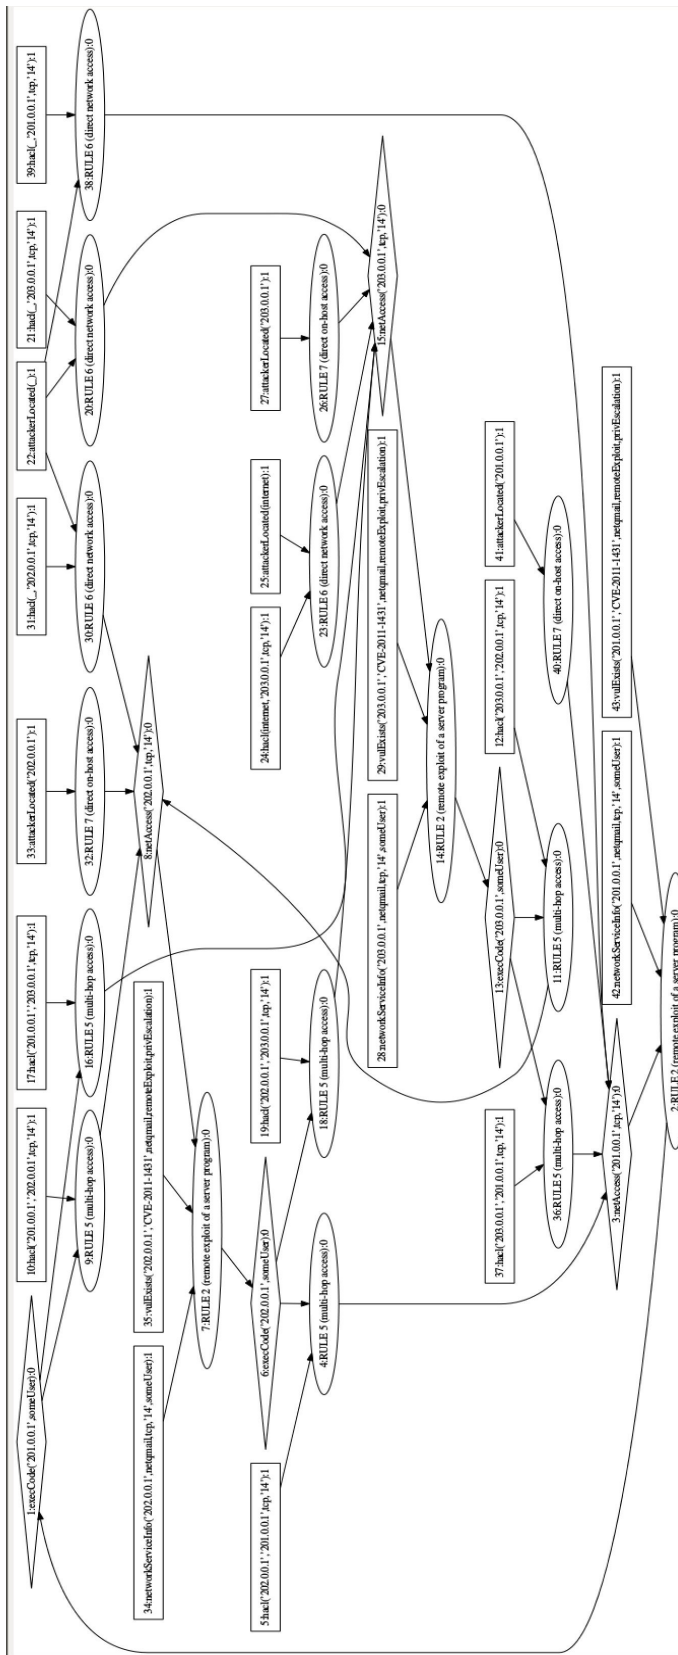 39:hacl(_,'201.0.0.1',tcp,'14'):1
38:RULE 6 (direct network access):0
21:hacl(_,'203.0.0.1',tcp,'14'):1
20:RULE 6 (direct network access):0
22:attackerLocated(_):1
31:hacl(_,'202.0.0.1',tcp,'14'):1
30:RULE 6 (direct network access):0
33:attackerLocated('202.0.0.1'):1
32:RULE 7 (direct on-host access):0
8:netAccess('202.0.0.1',tcp,'14'):0
17:hacl('201.0.0.1','203.0.0.1',tcp,'14'):1
16:RULE 5 (multi-hop access):0
10:hacl('201.0.0.1','202.0.0.1',tcp,'14'):1
9:RULE 5 (multi-hop access):0
1:execCode('201.0.0.1',someUser):0
27:attackerLocated('203.0.0.1'):1
26:RULE 7 (direct on-host access):0
15:netAccess('203.0.0.1',tcp,'14'):0
25:attackerLocated(internet):1
23:RULE 6 (direct network access):0
24:hacl(internet,'203.0.0.1',tcp,'14'):1
29:vulExists('203.0.0.1','CVE-2011-1431',netqmail,remoteExploit,privEscalation):1
14:RULE 2 (remote exploit of a server program):0
28:networkServiceInfo('203.0.0.1',netqmail,tcp,'14',someUser):1
35:vulExists('202.0.0.1','CVE-2011-1431',netqmail,remoteExploit,privEscalation):1
7:RULE 2 (remote exploit of a server program):0
34:networkServiceInfo('202.0.0.1',netqmail,tcp,'14',someUser):1
19:hacl('202.0.0.1','203.0.0.1',tcp,'14'):1
18:RULE 5 (multi-hop access):0
6:execCode('202.0.0.1',someUser):0
4:RULE 5 (multi-hop access):0
5:hacl('202.0.0.1','201.0.0.1',tcp,'14'):1
41:attackerLocated('201.0.0.1'):1
40:RULE 7 (direct on-host access):0
12:hacl('203.0.0.1','202.0.0.1',tcp,'14'):1
13:execCode('203.0.0.1',someUser):0
11:RULE 5 (multi-hop access):0
37:hacl('203.0.0.1','201.0.0.1',tcp,'14'):1
36:RULE 5 (multi-hop access):0
3:netAccess('201.0.0.1',tcp,'14'):0
43:vulExists('201.0.0.1','CVE-2011-1431',netqmail,remoteExploit,privEscalation):1
42:networkServiceInfo('201.0.0.1',netqmail,tcp,'14',someUser):1
2:RULE 2 (remote exploit of a server program):0